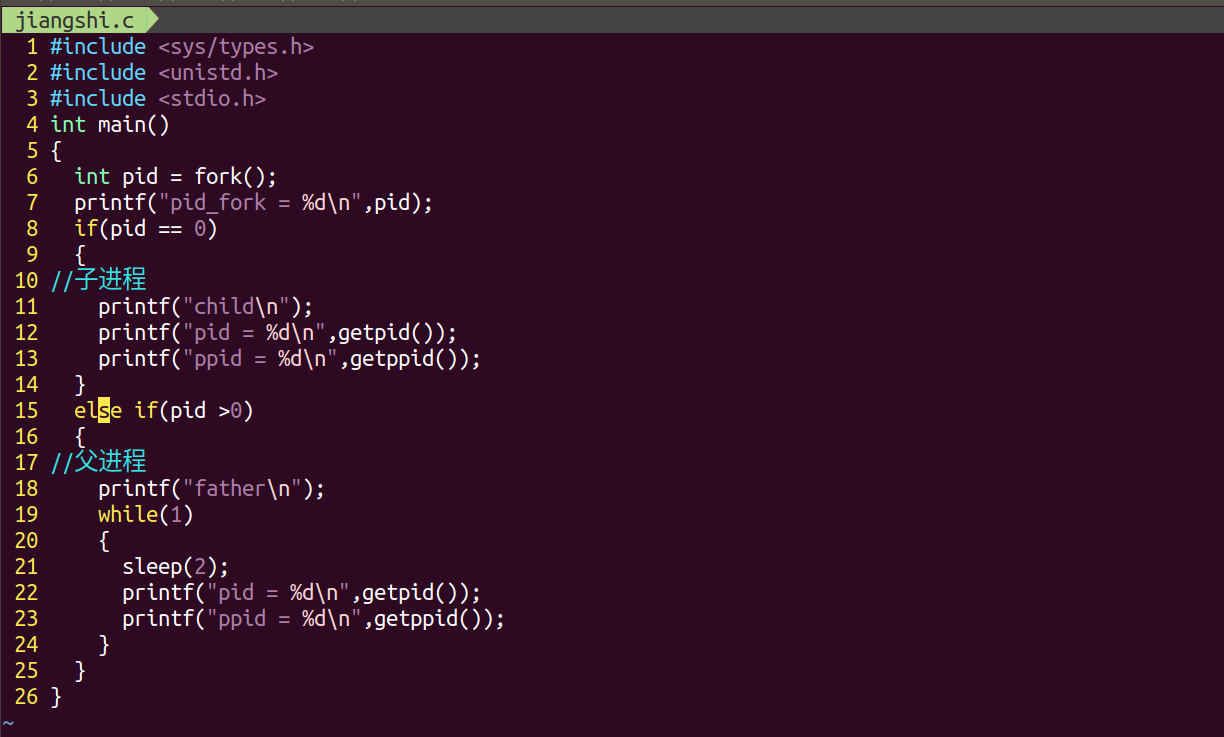 jiangshi.c
1 #include <sys/types.h>
2 #include <unistd.h>
3 #include <stdio.h>
4 int main()
5 {
6   int pid = fork();
7   printf("pid_fork = %d\n",pid);
8   if(pid == 0)
9   {
10 //子进程
11     printf("child\n");
12     printf("pid = %d\n",getpid());
13     printf("ppid = %d\n",getppid());
14   }
15   else if(pid >0)
16   {
17 //父进程
18     printf("father\n");
19     while(1)
20     {
21       sleep(2);
22       printf("pid = %d\n",getpid());
23       printf("ppid = %d\n",getppid());
24     }
25   }
26 }
~